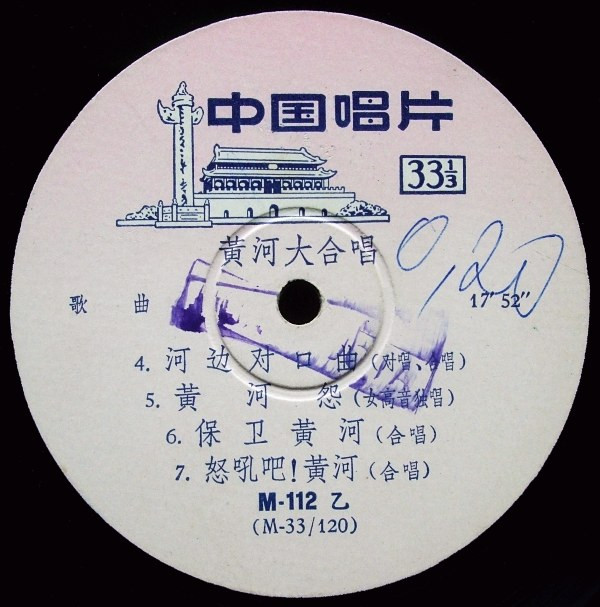 中国唱片
33⅓
黄河大合唱
歌曲 17′52″
4. 河边对口曲(对唱、合唱)
5. 黄河怨(女高音独唱)
6. 保卫黄河(合唱)
7. 怒吼吧!黄河(合唱)
M-112 乙
(M-33/120)